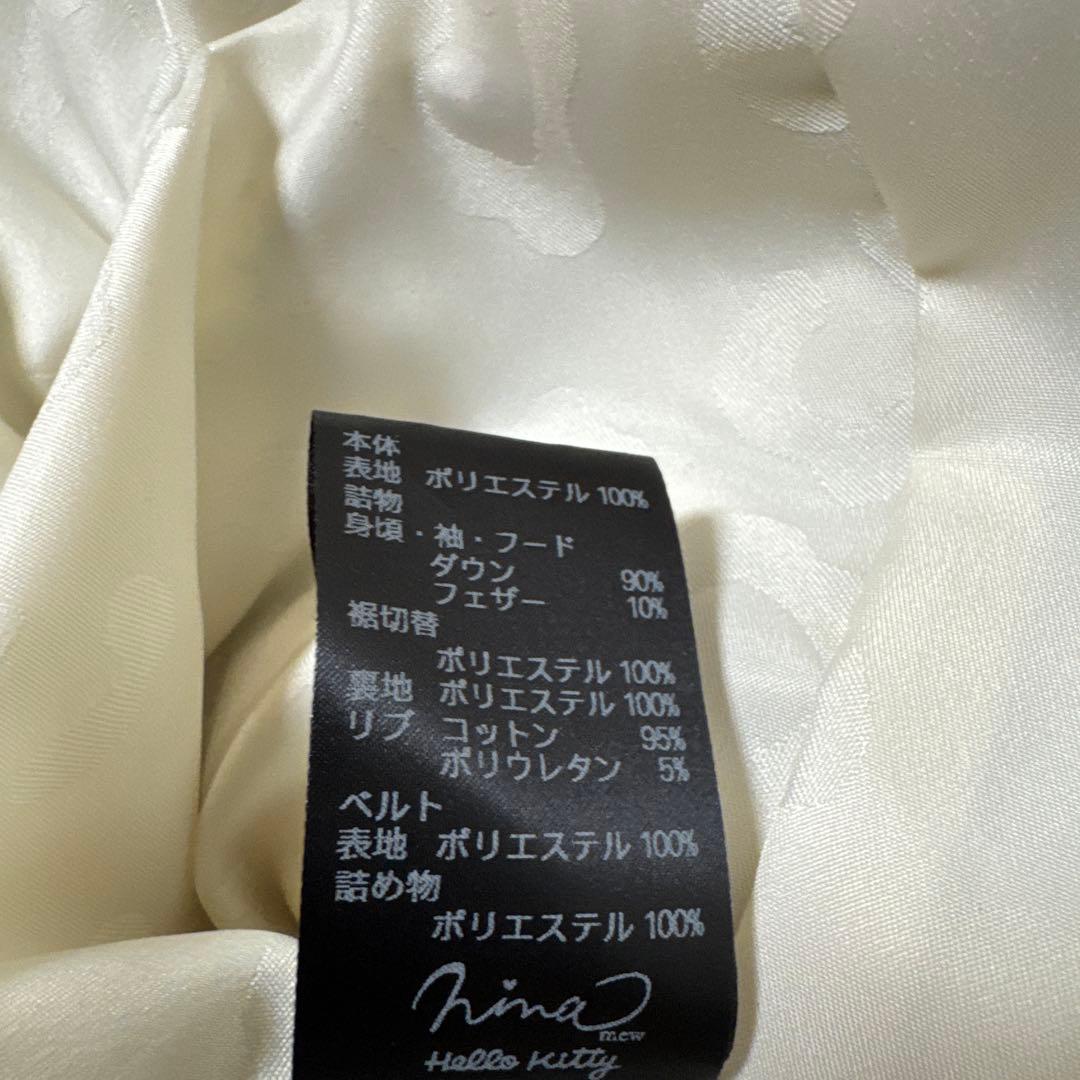 本体
表地 ポリエステル 100%
詰物
身頃・袖・フード
ダウン 90%
フェザー 10%
裾切替
ポリエステル 100%
裏地 ポリエステル 100%
リブ コットン 95%
ポリウレタン 5%
ベルト
表地 ポリエステル 100%
詰め物
ポリエステル 100%
nina
mew
Hello Kitty